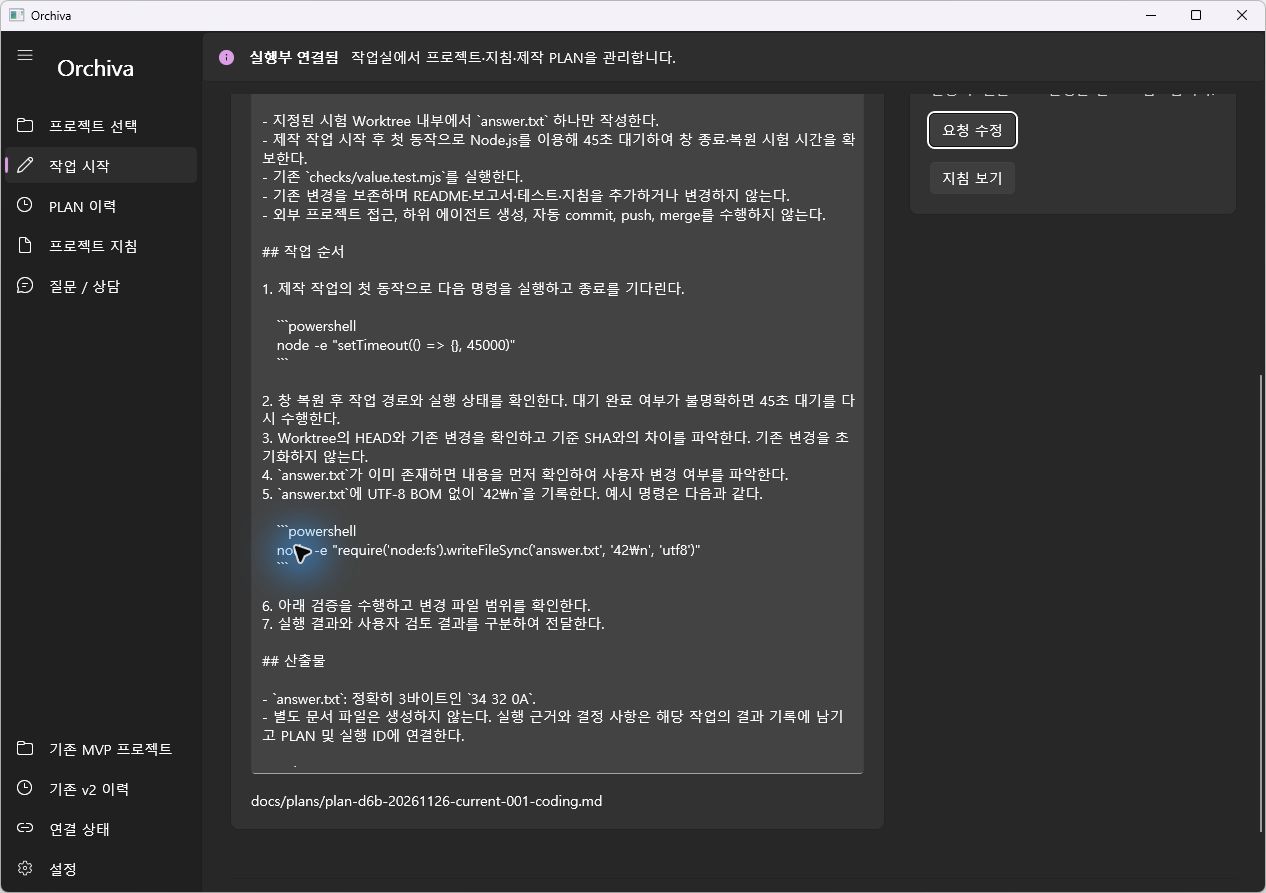 Orchiva
Orchiva
프로젝트 선택
작업 시작
PLAN 이력
프로젝트 지침
질문 / 상담
기존 MVP 프로젝트
기존 v2 이력
연결 상태
설정
실행부 연결됨 작업실에서 프로젝트·지침·제작 PLAN을 관리합니다.
- 지정된 시험 Worktree 내부에서 `answer.txt` 하나만 작성한다.
- 제작 작업 시작 후 첫 동작으로 Node.js를 이용해 45초 대기하여 창 종료·복원 시험 시간을 확
보한다.
- 기존 `checks/value.test.mjs`를 실행한다.
- 기존 변경을 보존하며 README·보고서·테스트·지침을 추가하거나 변경하지 않는다.
- 외부 프로젝트 접근, 하위 에이전트 생성, 자동 commit, push, merge를 수행하지 않는다.
## 작업 순서
1. 제작 작업의 첫 동작으로 다음 명령을 실행하고 종료를 기다린다.
```powershell
node -e "setTimeout(() => {}, 45000)"
```
2. 창 복원 후 작업 경로와 실행 상태를 확인한다. 대기 완료 여부가 불명확하면 45초 대기를 다
시 수행한다.
3. Worktree의 HEAD와 기존 변경을 확인하고 기준 SHA와의 차이를 파악한다. 기존 변경을 초
기화하지 않는다.
4. `answer.txt`가 이미 존재하면 내용을 먼저 확인하여 사용자 변경 여부를 파악한다.
5. `answer.txt`에 UTF-8 BOM 없이 `42₩n`을 기록한다. 예시 명령은 다음과 같다.
```powershell
node -e "require('node:fs').writeFileSync('answer.txt', '42₩n', 'utf8')"
```
6. 아래 검증을 수행하고 변경 파일 범위를 확인한다.
7. 실행 결과와 사용자 검토 결과를 구분하여 전달한다.
## 산출물
- `answer.txt`: 정확히 3바이트인 `34 32 0A`.
- 별도 문서 파일은 생성하지 않는다. 실행 근거와 결정 사항은 해당 작업의 결과 기록에 남기
고 PLAN 및 실행 ID에 연결한다.
docs/plans/plan-d6b-20261126-current-001-coding.md
요청 수정
지침 보기